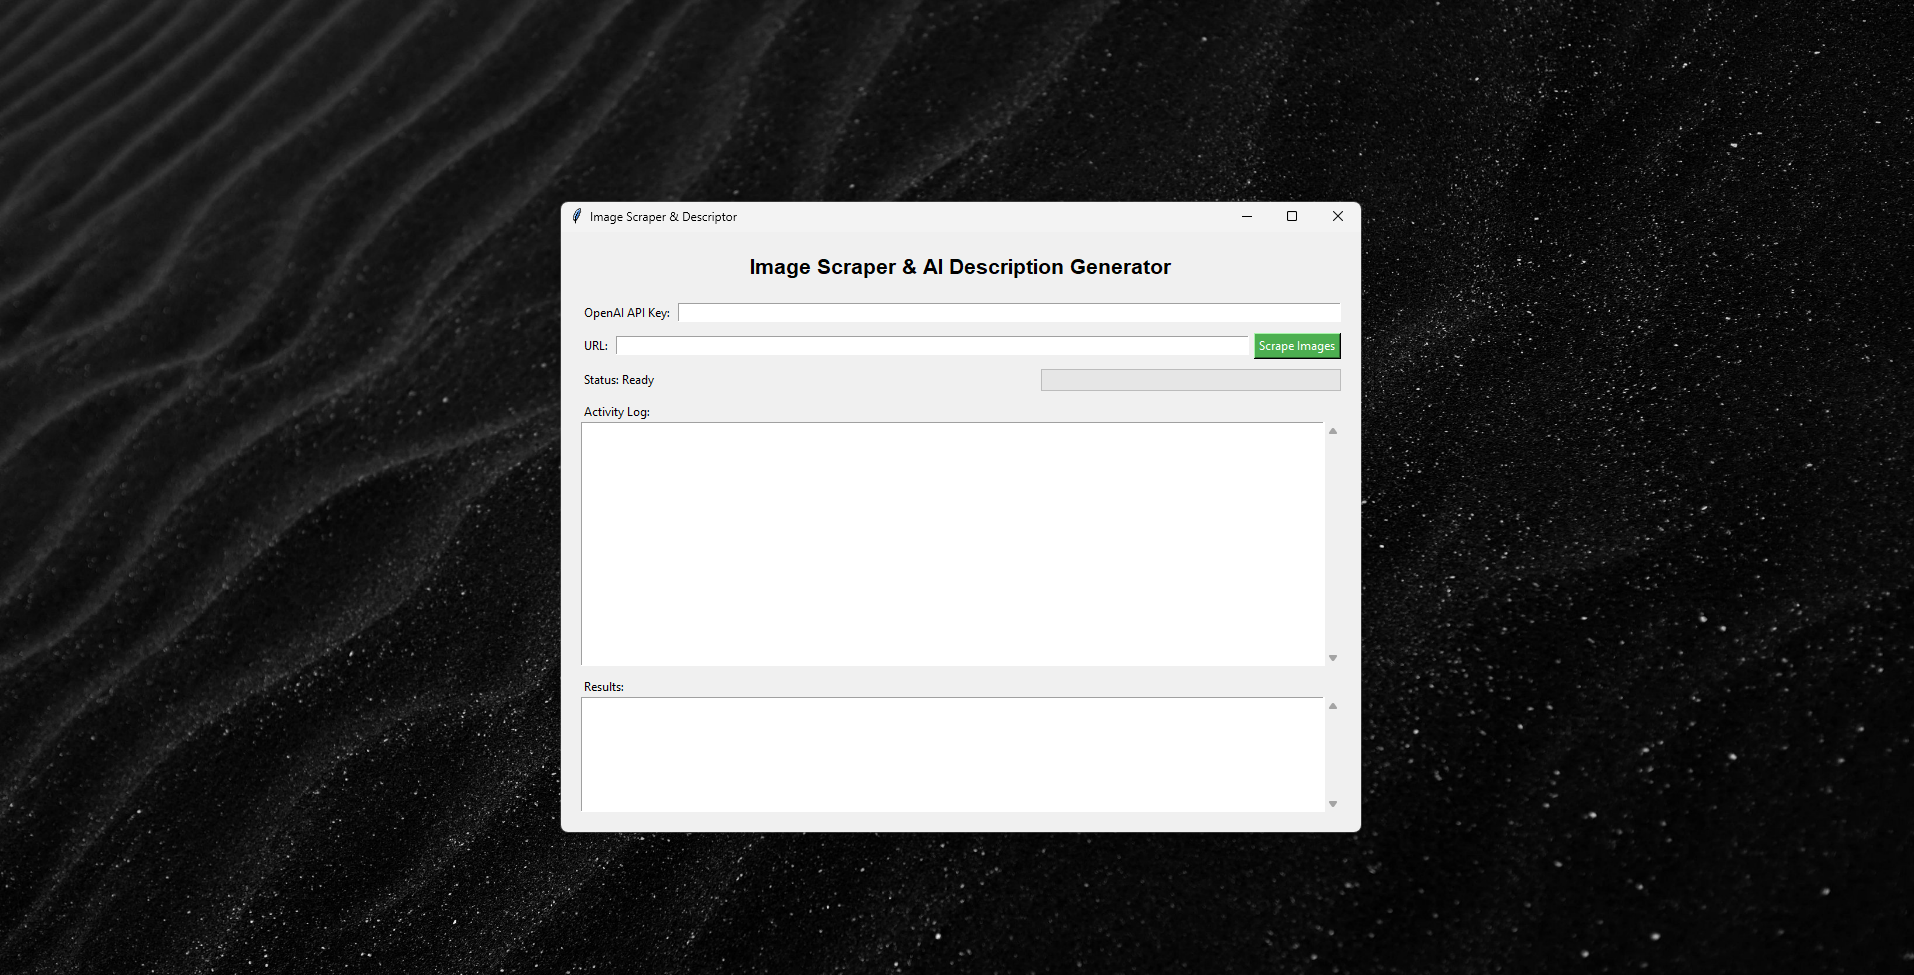 Image Scraper & Descriptor
Image Scraper & AI Description Generator
OpenAI API Key:
URL:
Scrape Images
Status: Ready
Activity Log:
Results: